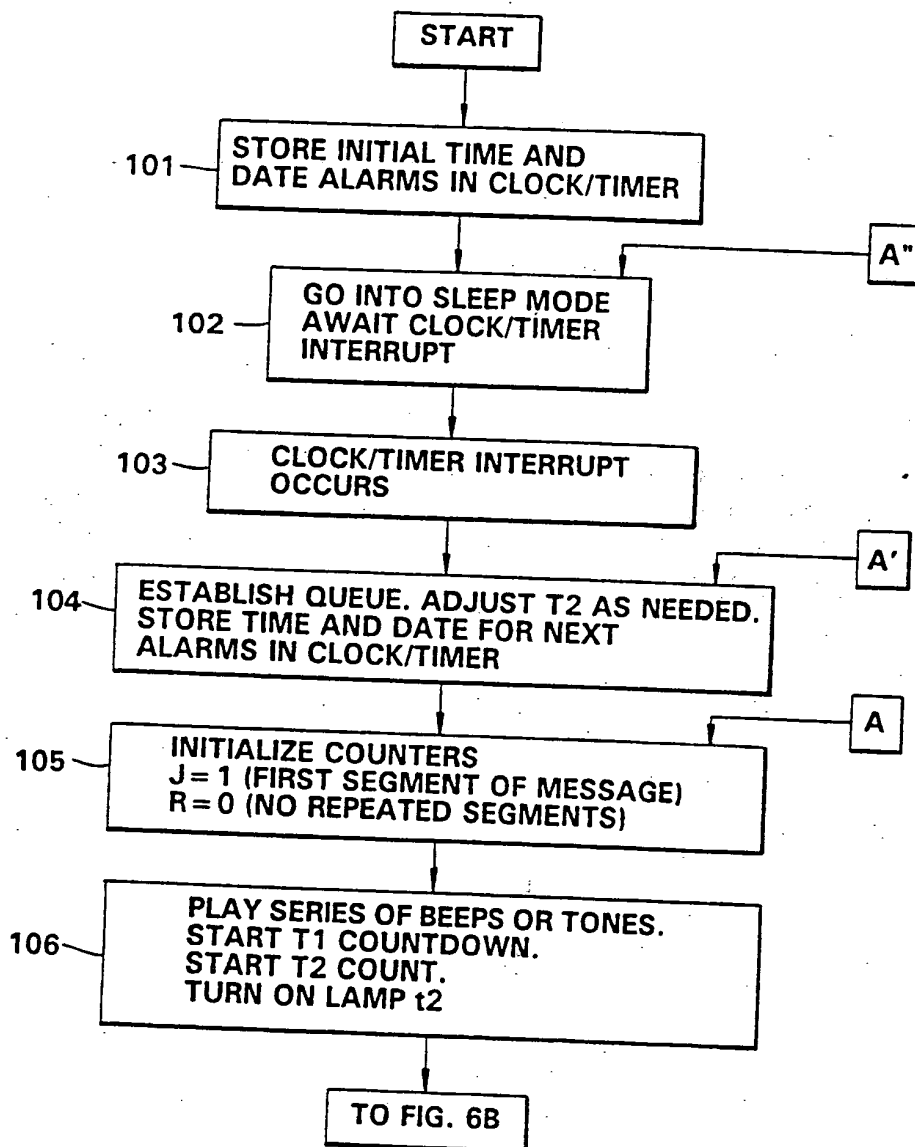 START
101
STORE INITIAL TIME AND
DATE ALARMS IN CLOCK/TIMER
A"
102
GO INTO SLEEP MODE
AWAIT CLOCK/TIMER
INTERRUPT
103
CLOCK/TIMER INTERRUPT
OCCURS
A'
104
ESTABLISH QUEUE. ADJUST T2 AS NEEDED.
STORE TIME AND DATE FOR NEXT
ALARMS IN CLOCK/TIMER
A
105
INITIALIZE COUNTERS
J = 1 (FIRST SEGMENT OF MESSAGE)
R = 0 (NO REPEATED SEGMENTS)
106
PLAY SERIES OF BEEPS OR TONES.
START T1 COUNTDOWN.
START T2 COUNT.
TURN ON LAMP t2
TO FIG. 6B